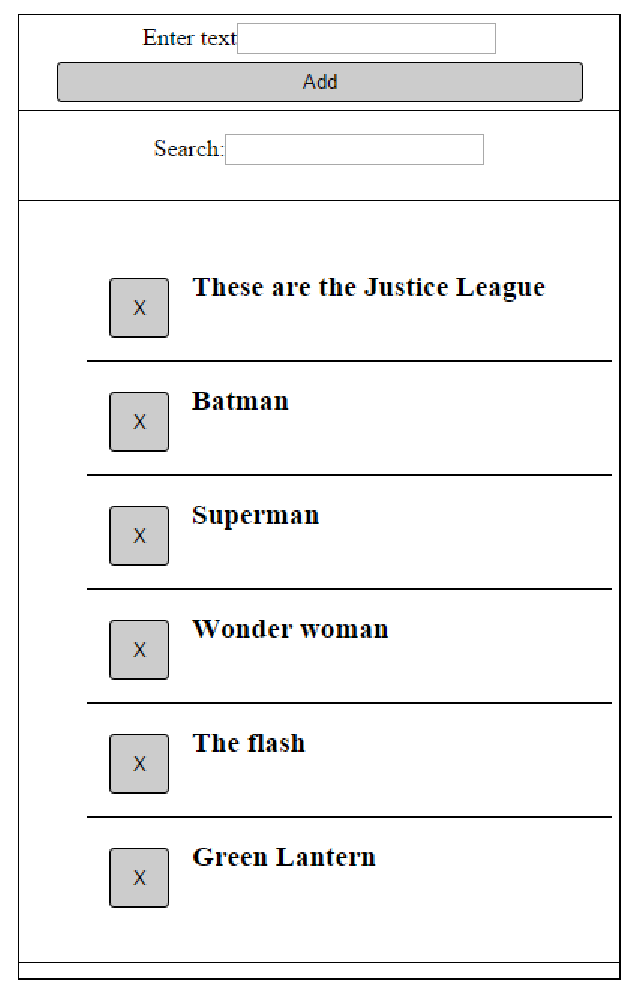 Enter text
Add
Search:
X These are the Justice League
X Batman
X Superman
X Wonder woman
X The flash
X Green Lantern